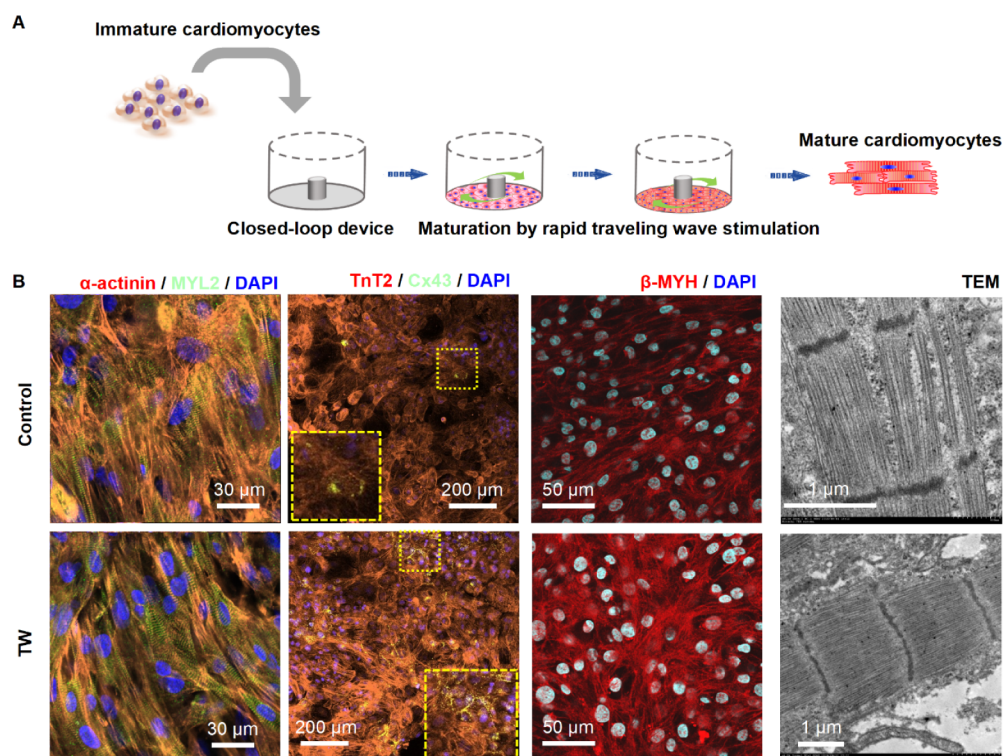 A
Immature cardiomyocytes
Mature cardiomyocytes
Closed-loop device
Maturation by rapid traveling wave stimulation
B
α-actinin / MYL2 / DAPI
TnT2 / Cx43 / DAPI
β-MYH / DAPI
TEM
Control
30 µm
200 µm
50 µm
1 µm
TW
30 µm
200 µm
50 µm
1 µm